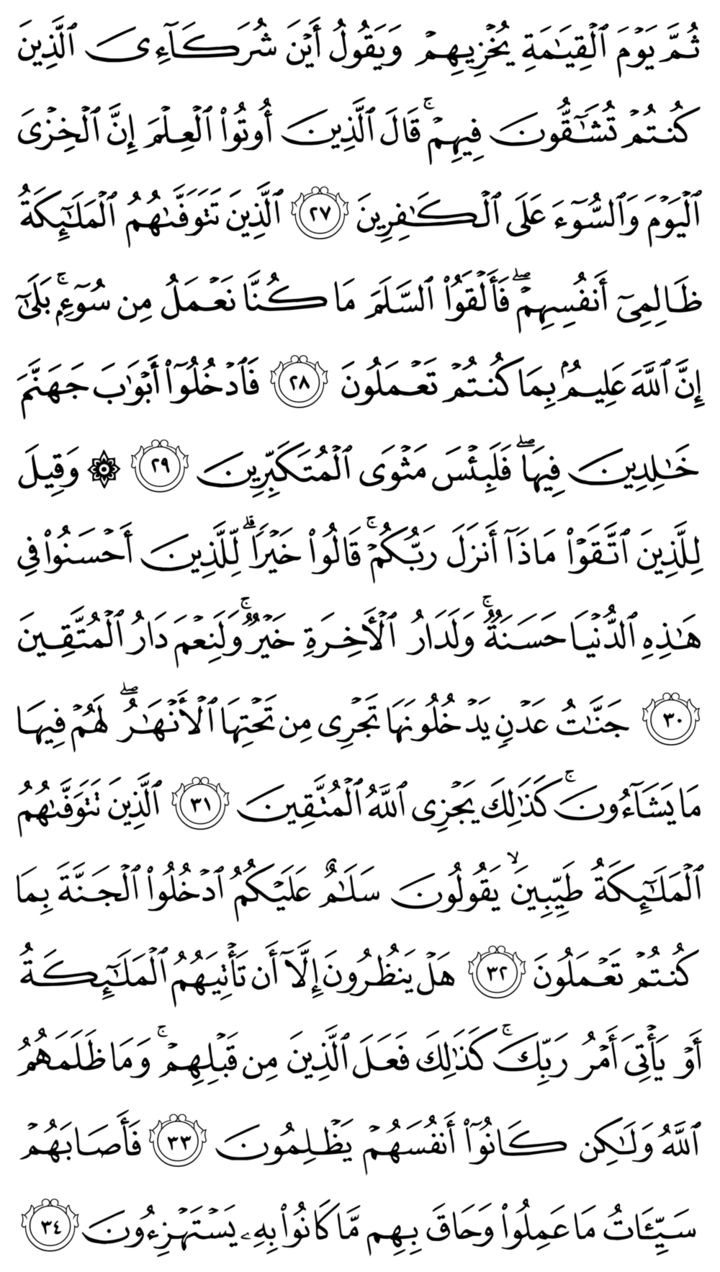 ثُمَّ يَوۡمَ ٱلۡقِيَٰمَةِ يُخۡزِيهِمۡ وَيَقُولُ أَيۡنَ شُرَكَآءِيَ ٱلَّذِينَ
كُنتُمۡ تُشَٰٓقُّونَ فِيهِمۡۚ قَالَ ٱلَّذِينَ أُوتُواْ ٱلۡعِلۡمَ إِنَّ ٱلۡخِزۡيَ
ٱلۡيَوۡمَ وَٱلسُّوٓءَ عَلَى ٱلۡكَٰفِرِينَ ٢٧ ٱلَّذِينَ تَتَوَفَّىٰهُمُ ٱلۡمَلَٰٓئِكَةُ
ظَالِمِيٓ أَنفُسِهِمۡۖ فَأَلۡقَوُاْ ٱلسَّلَمَ مَا كُنَّا نَعۡمَلُ مِن سُوٓءِۭۚ بَلَىٰٓ
إِنَّ ٱللَّهَ عَلِيمُۢ بِمَا كُنتُمۡ تَعۡمَلُونَ ٢٨ فَٱدۡخُلُوٓاْ أَبۡوَٰبَ جَهَنَّمَ
خَٰلِدِينَ فِيهَاۖ فَلَبِئۡسَ مَثۡوَى ٱلۡمُتَكَبِّرِينَ ٢٩ ۞ وَقِيلَ
لِلَّذِينَ ٱتَّقَوۡاْ مَاذَآ أَنزَلَ رَبُّكُمۡۚ قَالُواْ خَيۡرٗاۗ لِّلَّذِينَ أَحۡسَنُواْ فِي
هَٰذِهِ ٱلدُّنۡيَا حَسَنَةٞۚ وَلَدَارُ ٱلۡأٓخِرَةِ خَيۡرٞۚ وَلَنِعۡمَ دَارُ ٱلۡمُتَّقِينَ
٣٠ جَنَّٰتُ عَدۡنٖ يَدۡخُلُونَهَا تَجۡرِي مِن تَحۡتِهَا ٱلۡأَنۡهَٰرُۖ لَهُمۡ فِيهَا
مَا يَشَآءُونَۚ كَذَٰلِكَ يَجۡزِي ٱللَّهُ ٱلۡمُتَّقِينَ ٣١ ٱلَّذِينَ تَتَوَفَّىٰهُمُ
ٱلۡمَلَٰٓئِكَةُ طَيِّبِينَۙ يَقُولُونَ سَلَٰمٌ عَلَيۡكُمُ ٱدۡخُلُواْ ٱلۡجَنَّةَ بِمَا
كُنتُمۡ تَعۡمَلُونَ ٣٢ هَلۡ يَنظُرُونَ إِلَّآ أَن تَأۡتِيَهُمُ ٱلۡمَلَٰٓئِكَةُ
أَوۡ يَأۡتِيَ أَمۡرُ رَبِّكَۚ كَذَٰلِكَ فَعَلَ ٱلَّذِينَ مِن قَبۡلِهِمۡۚ وَمَا ظَلَمَهُمُ
ٱللَّهُ وَلَٰكِن كَانُوٓاْ أَنفُسَهُمۡ يَظۡلِمُونَ ٣٣ فَأَصَابَهُمۡ
سَيِّـَٔاتُ مَا عَمِلُواْ وَحَاقَ بِهِم مَّا كَانُواْ بِهِۦ يَسۡتَهۡزِءُونَ ٣٤